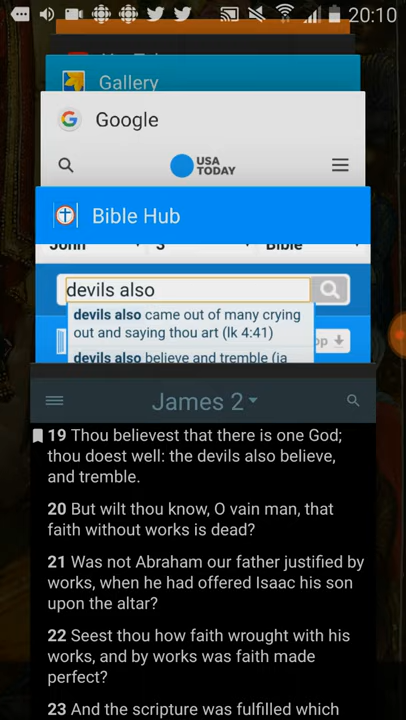 20:10
Gallery
Google
USA
TODAY
Bible Hub
John 3 Bible
devils also
devils also came out of many crying
out and saying thou art (lk 4:41)
devils also believe and tremble (ja
James 2
19 Thou believest that there is one God;
thou doest well: the devils also believe,
and tremble.
20 But wilt thou know, O vain man, that
faith without works is dead?
21 Was not Abraham our father justified by
works, when he had offered Isaac his son
upon the altar?
22 Seest thou how faith wrought with his
works, and by works was faith made
perfect?
23 And the scripture was fulfilled which